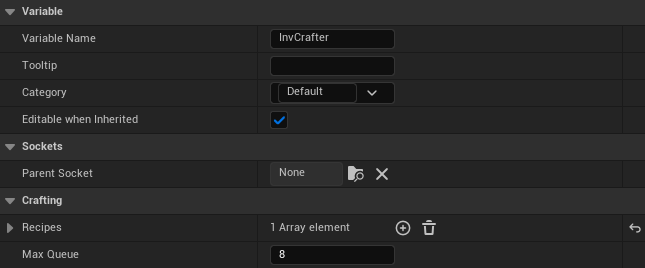 Variable
Variable Name InvCrafter
Tooltip
Category Default
Editable when Inherited
Sockets
Parent Socket None
Crafting
Recipes 1 Array element
Max Queue 8